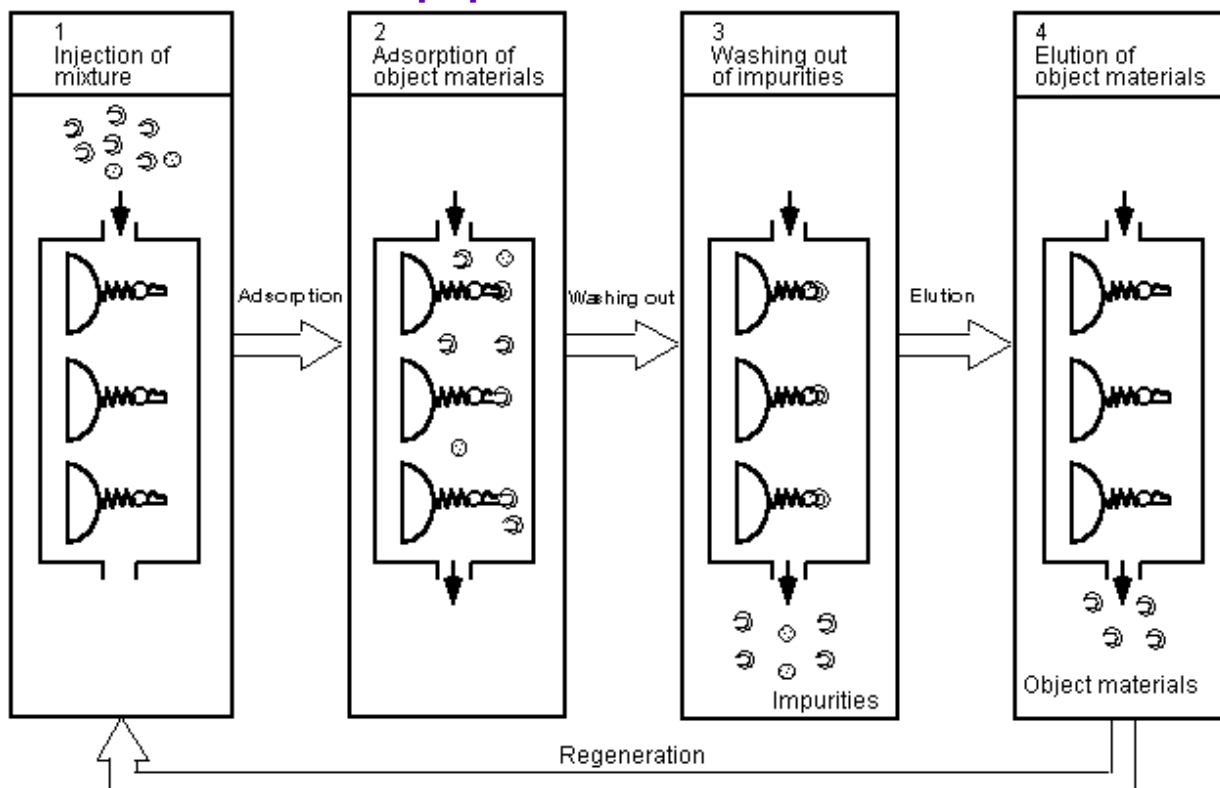 1
Injection of
mixture
2
Adsorption of
object materials
3
Washing out
of impurities
4
Elution of
object materials
Adsorption
Washing out
Elution
Impurities
Object materials
Regeneration